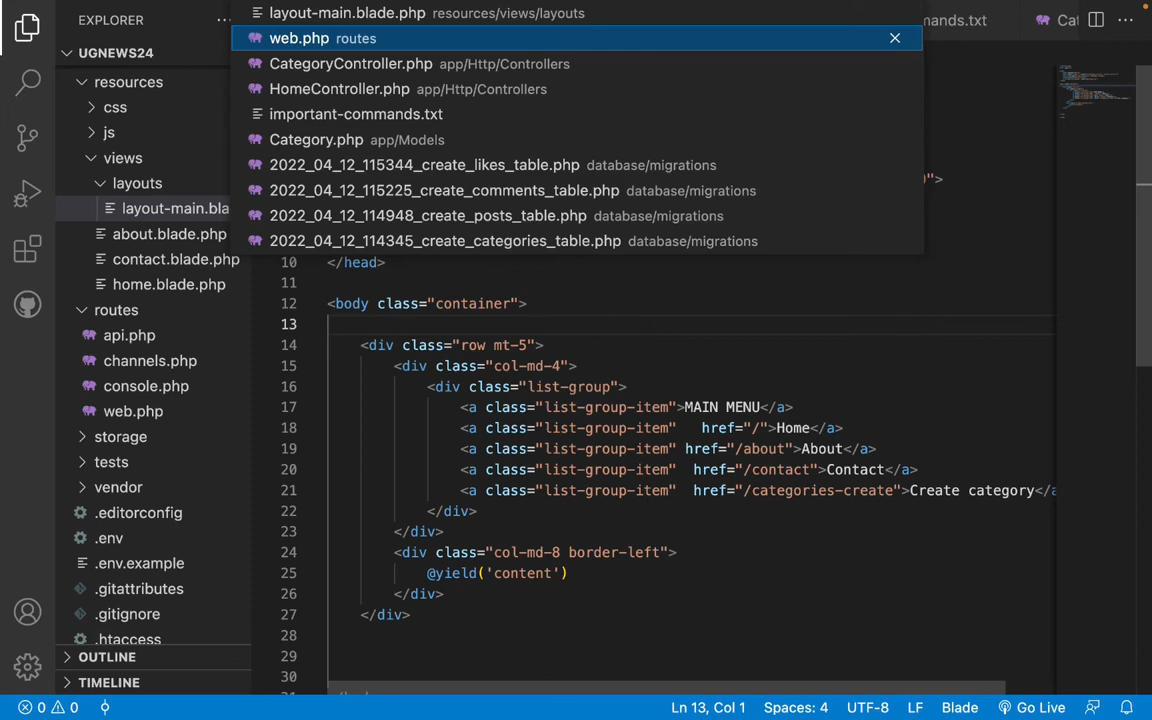 EXPLORER
UGNEWS24
resources
css
js
views
layouts
layout-main.bla
about.blade.php
contact.blade.php
home.blade.php
routes
api.php
channels.php
console.php
web.php
storage
tests
vendor
.editorconfig
.env
.env.example
.gitattributes
.gitignore
.htaccess
OUTLINE
TIMELINE
layout-main.blade.php resources/views/layouts
web.php routes
CategoryController.php app/Http/Controllers
HomeController.php app/Http/Controllers
important-commands.txt
Category.php app/Models
2022_04_12_115344_create_likes_table.php database/migrations
2022_04_12_115225_create_comments_table.php database/migrations
2022_04_12_114948_create_posts_table.php database/migrations
2022_04_12_114345_create_categories_table.php database/migrations
mands.txt
Cat
">
10 </head>
11
12 <body class="container">
13
14 <div class="row mt-5">
15 <div class="col-md-4">
16 <div class="list-group">
17 <a class="list-group-item">MAIN MENU</a>
18 <a class="list-group-item"   href="/">Home</a>
19 <a class="list-group-item" href="/about">About</a>
20 <a class="list-group-item"  href="/contact">Contact</a>
21 <a class="list-group-item"  href="/categories-create">Create category</a
22 </div>
23 </div>
24 <div class="col-md-8 border-left">
25 @yield('content')
26 </div>
27 </div>
28
29
30
0 0 Ln 13, Col 1 Spaces: 4 UTF-8 LF Blade Go Live